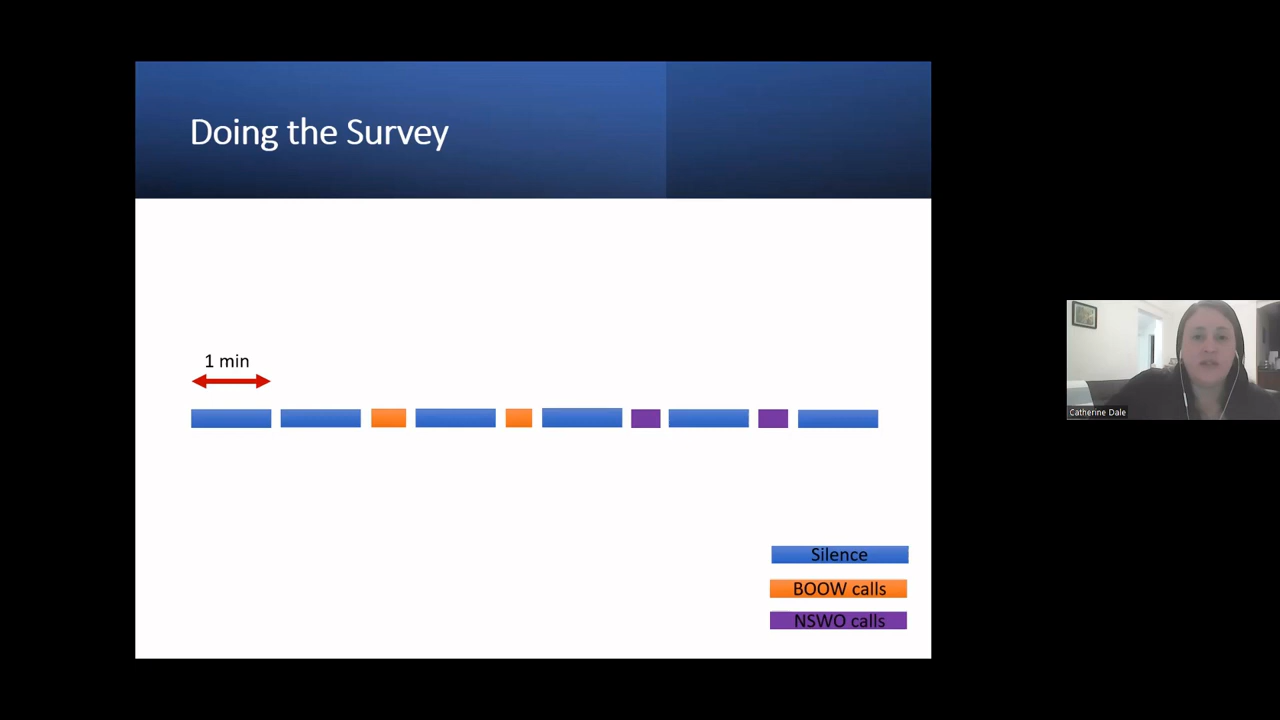 Doing the Survey
1 min
Silence
BOOW calls
NSWO calls
Catherine Dale